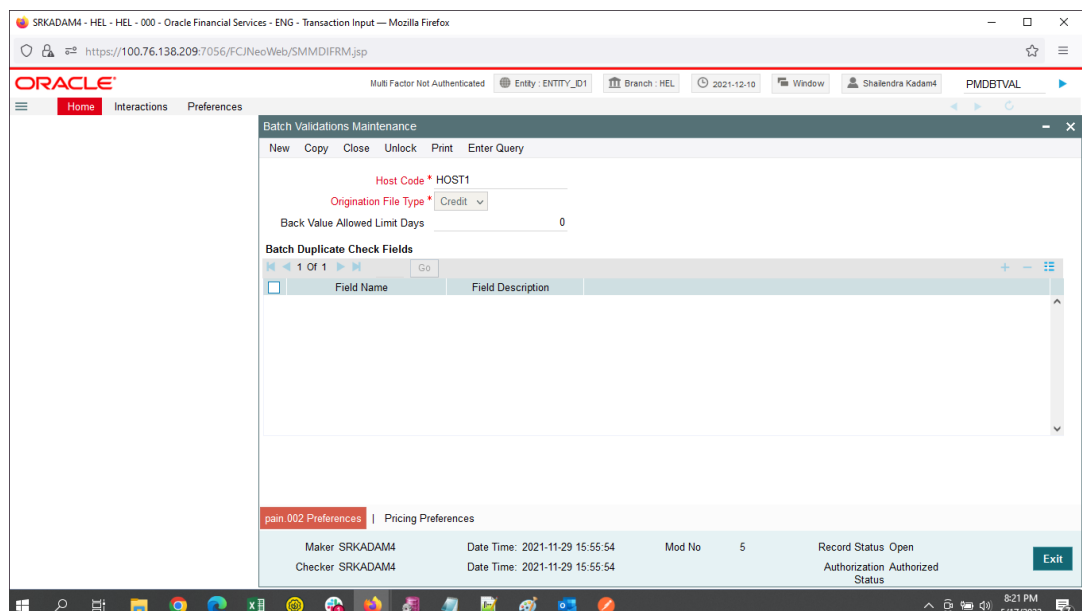 SRKADAM4 - HEL - HEL - 000 - Oracle Financial Services - ENG - Transaction Input — Mozilla Firefox
https://100.76.138.209:7056/FCJNeoWeb/SMMDIFRM.jsp
ORACLE Multi Factor Not Authenticated Entity : ENTITY_ID1 Branch : HEL 2021-12-10 Window Shailendra Kadam4 PMDBTVAL
Home Interactions Preferences
Batch Validations Maintenance
New Copy Close Unlock Print Enter Query
Host Code * HOST1
Origination File Type * Credit
Back Value Allowed Limit Days 0
Batch Duplicate Check Fields
1 Of 1 Go
Field Name Field Description
pain.002 Preferences | Pricing Preferences
Maker SRKADAM4 Date Time: 2021-11-29 15:55:54 Mod No 5 Record Status Open
Checker SRKADAM4 Date Time: 2021-11-29 15:55:54 Authorization Status Authorized
Exit
8:21 PM